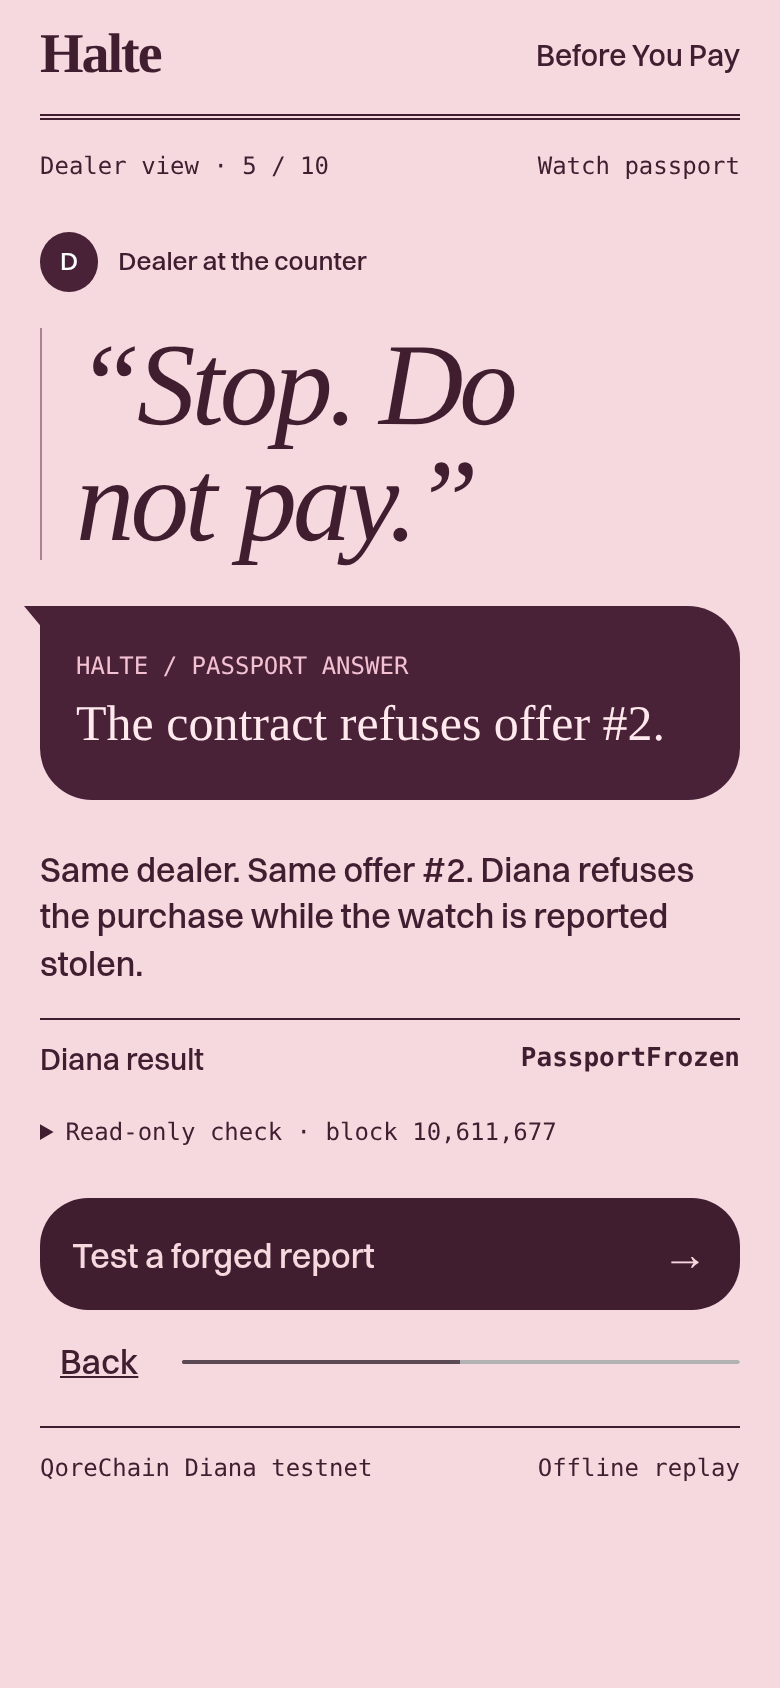 Halte
Before You Pay
Dealer view · 5 / 10
Watch passport
D
Dealer at the counter
“Stop. Do
not pay.”
HALTE / PASSPORT ANSWER
The contract refuses offer #2.
Same dealer. Same offer #2. Diana refuses
the purchase while the watch is reported
stolen.
Diana result
PassportFrozen
Read-only check · block 10,611,677
Test a forged report →
Back
QoreChain Diana testnet
Offline replay